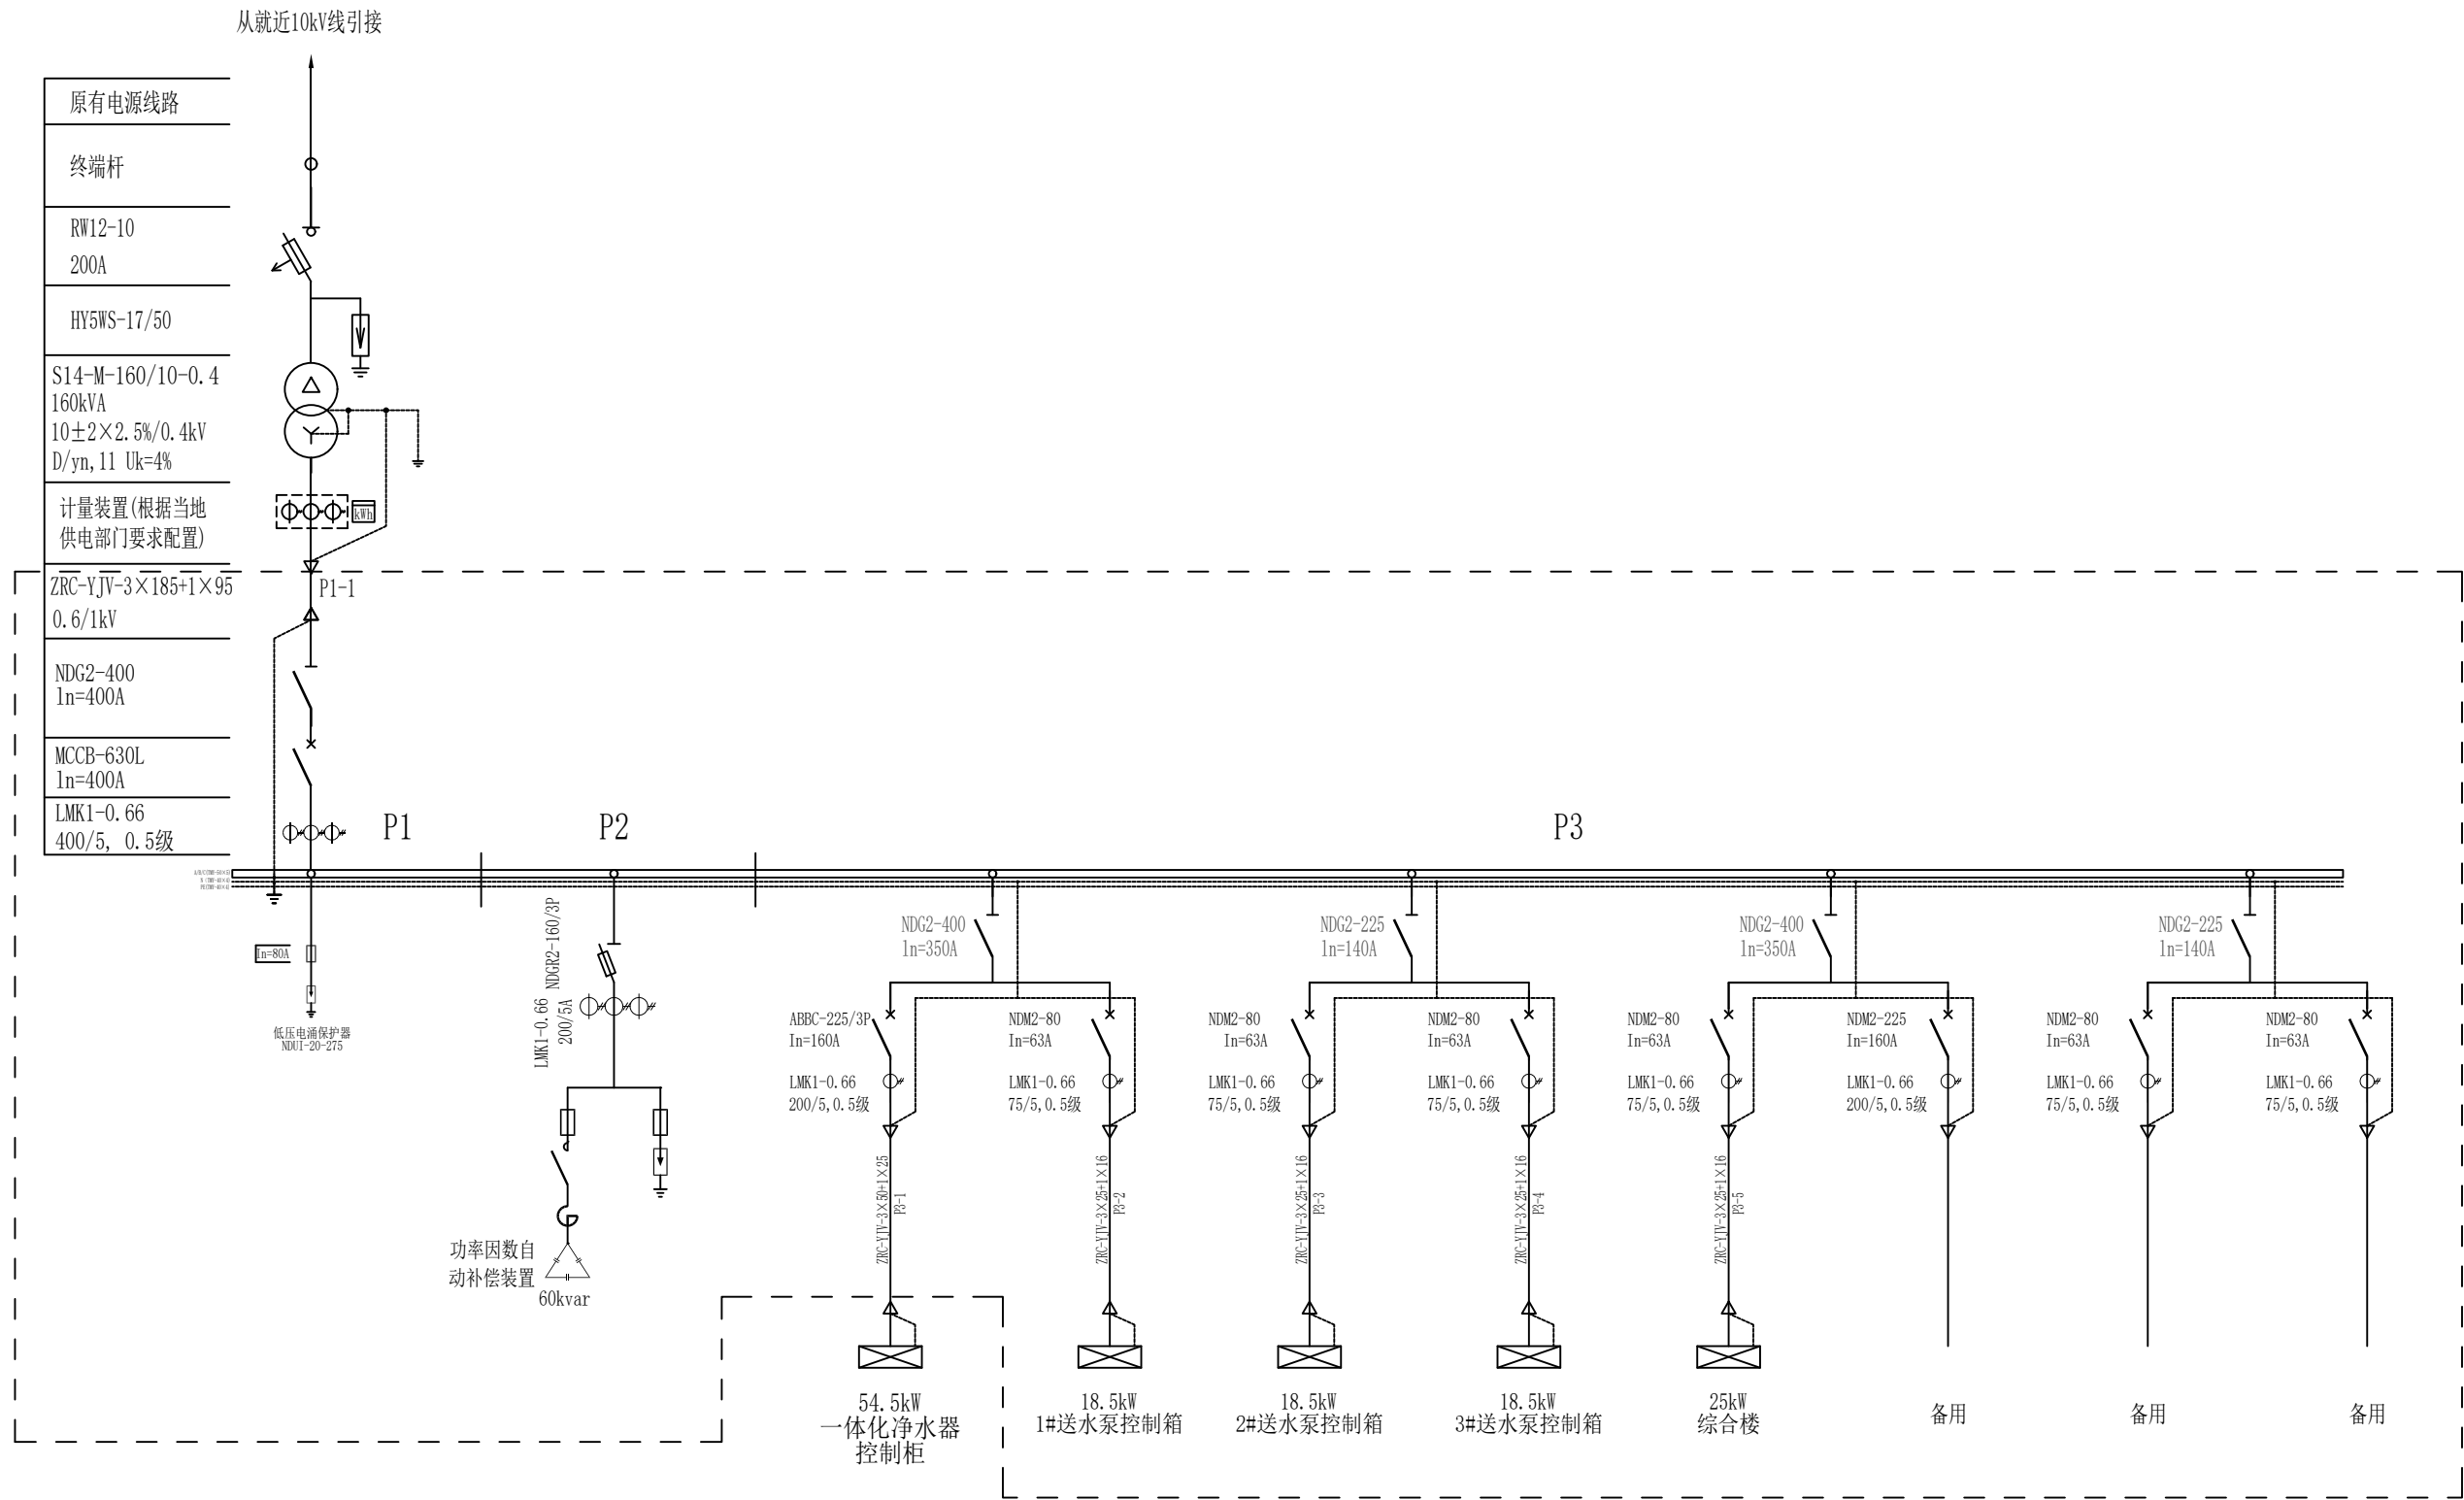 从就近10kV线引接
原有电源线路
终端杆
RW12-10
200A
HY5WS-17/50
S14-M-160/10-0.4
160kVA
10±2×2.5%/0.4kV
D/yn,11 Uk=4%
计量装置(根据当地
供电部门要求配置)
kWh
ZRC-YJV-3×185+1×95
0.6/1kV
P1-1
NDG2-400
ln=400A
MCCB-630L
ln=400A
LMK1-0.66
400/5, 0.5级
P1
P2
P3
In=80A
低压电涌保护器
NDUI-20-275
NDGR2-160/3P
LMK1-0.66
200/5A
功率因数自
动补偿装置
60kvar
NDG2-400
ln=350A
NDG2-225
ln=140A
NDG2-400
ln=350A
NDG2-225
ln=140A
ABBC-225/3P
In=160A
LMK1-0.66
200/5,0.5级
NDM2-80
In=63A
LMK1-0.66
75/5,0.5级
NDM2-80
In=63A
LMK1-0.66
75/5,0.5级
NDM2-80
In=63A
LMK1-0.66
75/5,0.5级
NDM2-80
In=63A
LMK1-0.66
75/5,0.5级
NDM2-225
In=160A
LMK1-0.66
200/5,0.5级
NDM2-80
In=63A
LMK1-0.66
75/5,0.5级
NDM2-80
In=63A
LMK1-0.66
75/5,0.5级
ZRC-YJV-3×50+1×25
P3-1
ZRC-YJV-3×25+1×16
P3-2
ZRC-YJV-3×25+1×16
P3-3
ZRC-YJV-3×25+1×16
P3-4
ZRC-YJV-3×25+1×16
P3-5
54.5kW
一体化净水器
控制柜
18.5kW
1#送水泵控制箱
18.5kW
2#送水泵控制箱
18.5kW
3#送水泵控制箱
25kW
综合楼
备用
备用
备用